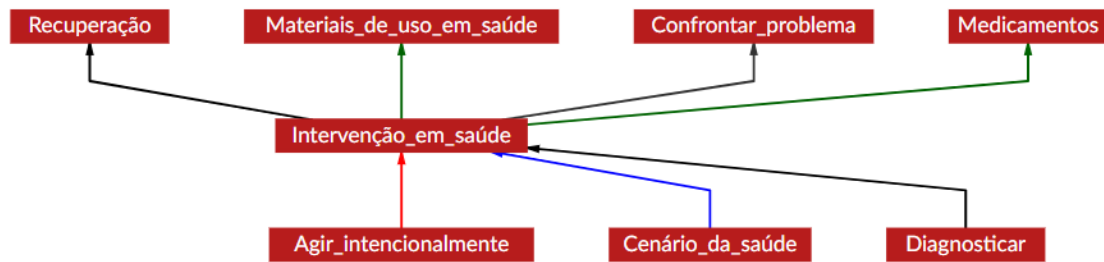 Recuperação
Materiais_de_uso_em_saúde
Confrontar_problema
Medicamentos
Intervenção_em_saúde
Agir_intencionalmente
Cenário_da_saúde
Diagnosticar